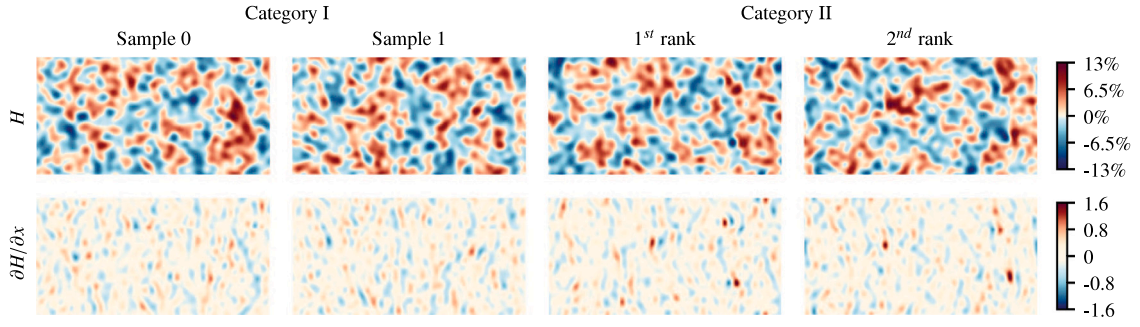 Category I
Category II
Sample 0
Sample 1
1st rank
2nd rank
H
13%
6.5%
0%
-6.5%
-13%
∂H/∂x
1.6
0.8
0
-0.8
-1.6